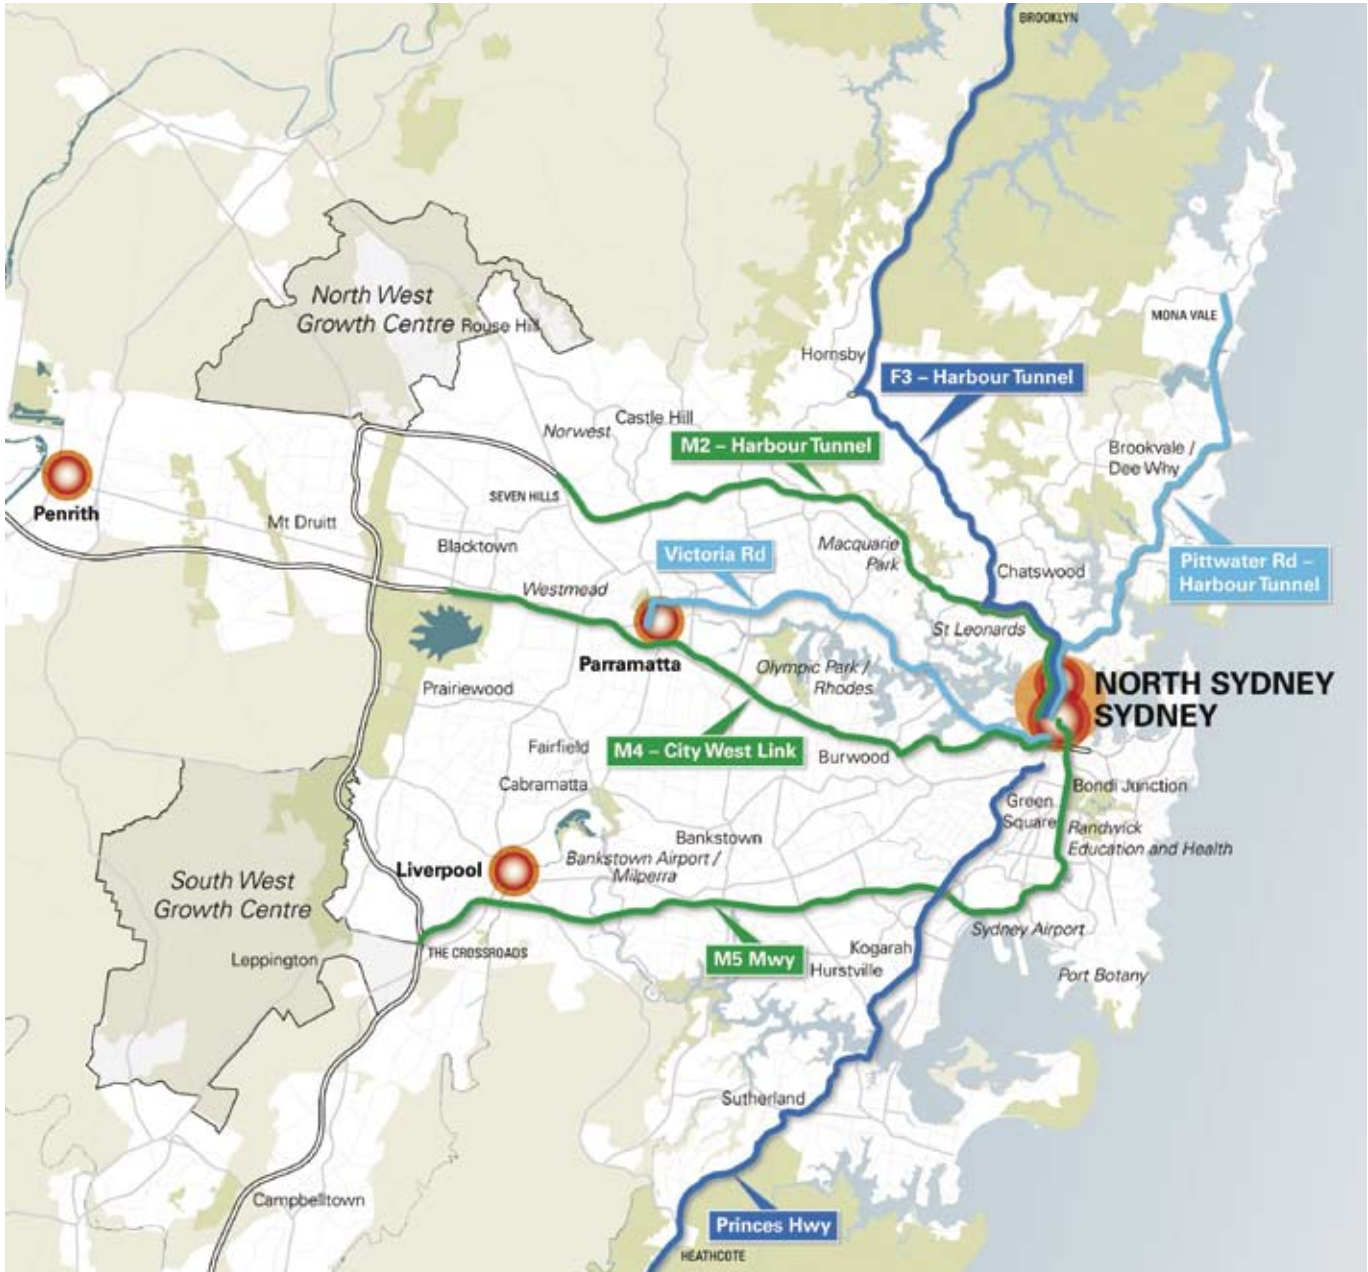 BROOKLYN
North West
Growth Centre
Rouse Hill
MONA VALE
Hornsby
F3 – Harbour Tunnel
Castle Hill
Norwest
M2 – Harbour Tunnel
Brookvale /
Dee Why
SEVEN HILLS
Penrith
Mt Druitt
Blacktown
Victoria Rd
Macquarie
Park
Chatswood
Pittwater Rd –
Harbour Tunnel
Westmead
St Leonards
Parramatta
Olympic Park /
Rhodes
Prairiewood
NORTH SYDNEY
SYDNEY
Fairfield
M4 – City West Link
Burwood
Cabramatta
Bondi Junction
Green
Square
Randwick
Education and Health
Bankstown
Bankstown Airport /
Milperra
Liverpool
South West
Growth Centre
Sydney Airport
Leppington
THE CROSSROADS
M5 Mwy
Kogarah
Hurstville
Port Botany
Sutherland
Campbelltown
Princes Hwy
HEATHCOTE